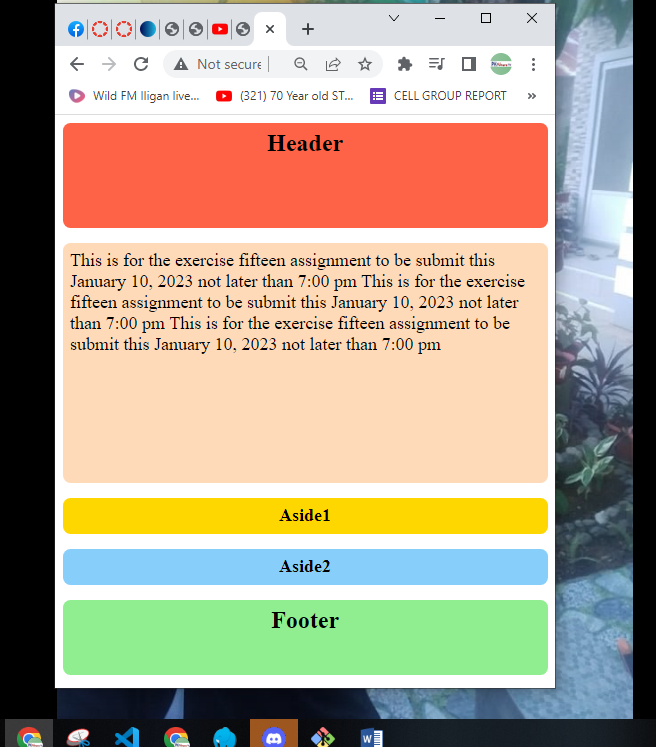 Not secure
Wild FM Iligan live...
(321) 70 Year old ST...
CELL GROUP REPORT
»
Header
This is for the exercise fifteen assignment to be submit this
January 10, 2023 not later than 7:00 pm This is for the exercise
fifteen assignment to be submit this January 10, 2023 not later
than 7:00 pm This is for the exercise fifteen assignment to be
submit this January 10, 2023 not later than 7:00 pm
Aside1
Aside2
Footer